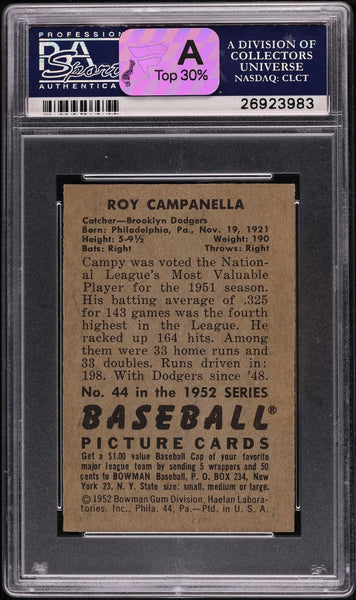 PROFESSIONAL
PSA
Sports
AUTHENTICA
A
Top 30%
A DIVISION OF
COLLECTORS
UNIVERSE
NASDAQ: CLCT
26923983
ROY CAMPANELLA
Catcher—Brooklyn Dodgers
Born: Philadelphia, Pa., Nov. 19, 1921
Height: 5-9½ Weight: 190
Bats: Right Throws: Right
Campy was voted the Nation-
al League's Most Valuable
Player for the 1951 season.
His batting average of .325
for 143 games was the fourth
highest in the League. He
racked up 164 hits. Among
them were 33 home runs and
33 doubles. Runs driven in:
198. With Dodgers since '48.
No. 44 in the 1952 SERIES
BASEBALL®
PICTURE CARDS
Get a $1.00 value Baseball Cap of your favorite
major league team by sending 5 wrappers and 50
cents to BOWMAN Baseball, P. O. BOX 234, New
York 23, N. Y. State size: small, medium or large.
©1952 Bowman Gum Division, Haelan Labora-
tories, Inc., Phila. 44, Pa.—Ptd in U. S. A.